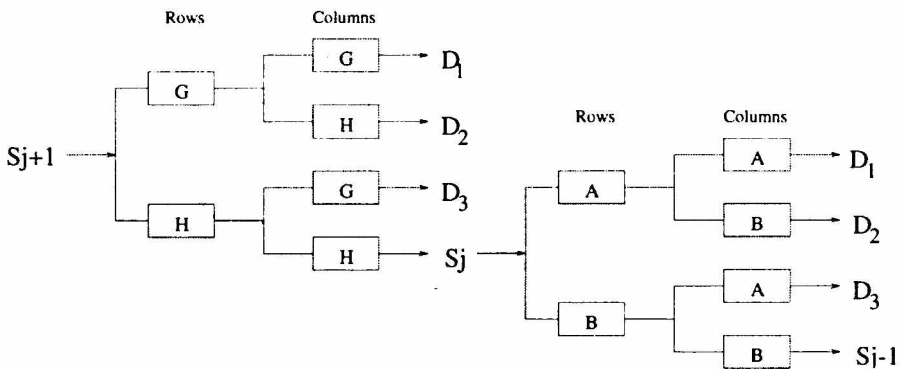 Rows Columns
G G D1
H D2
Sj+1
Rows Columns
G D3
H H Sj
A A D1
B D2
A D3
B B Sj-1